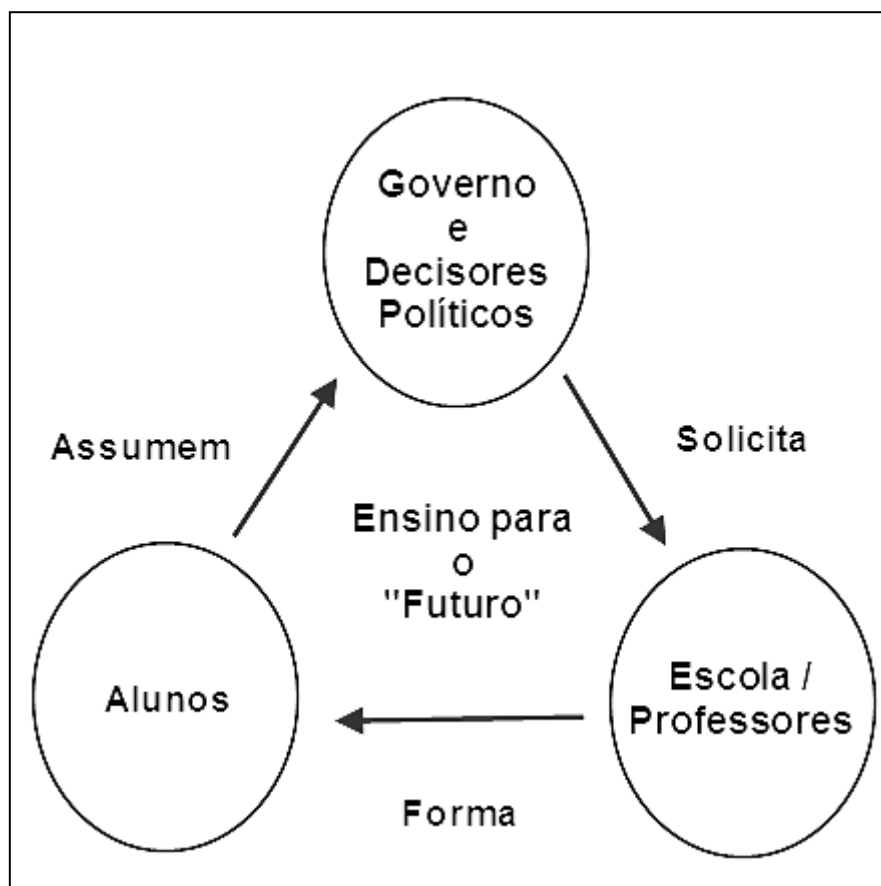 Governo
e
Decisores
Políticos
Assumem
Solicita
Ensino para
o
"Futuro"
Alunos
Escola /
Professores
Forma